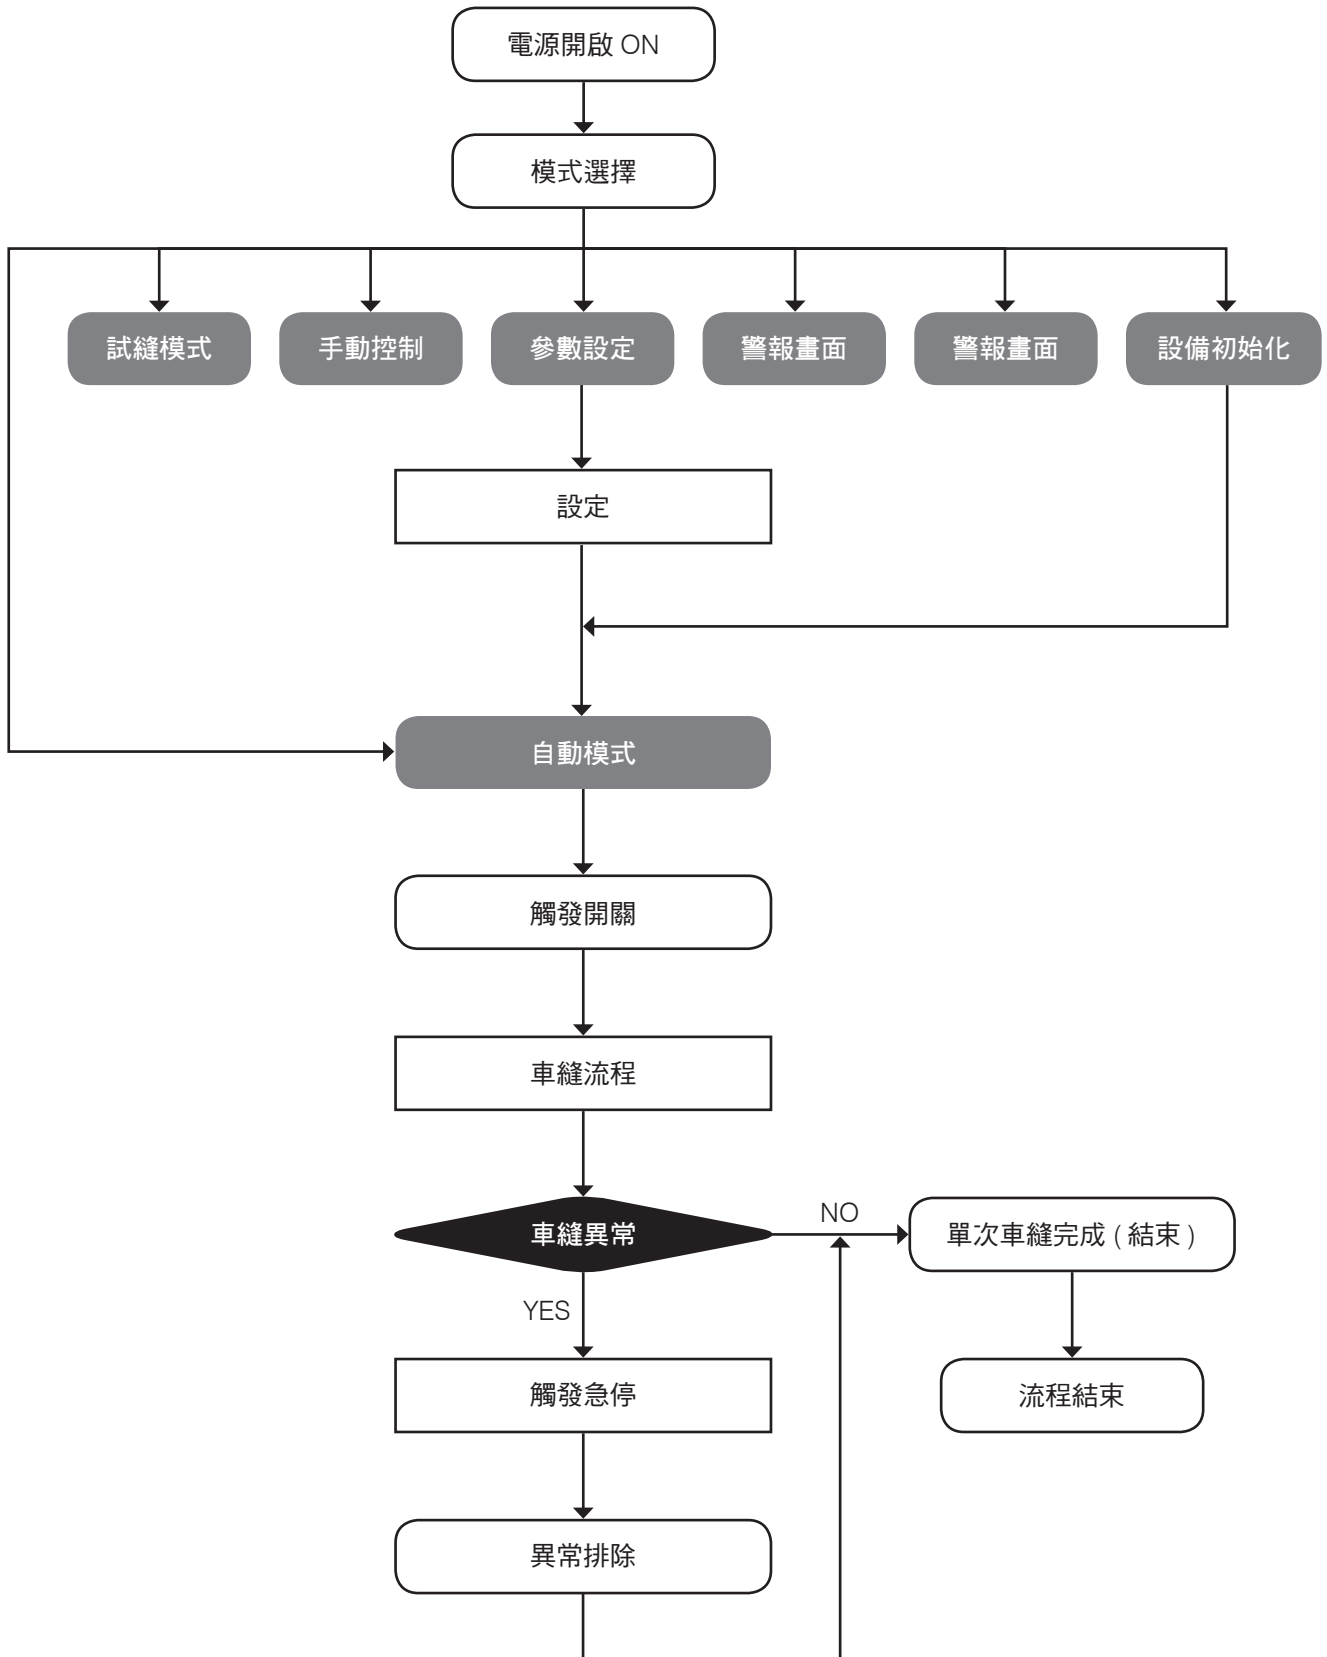 電源開啟 ON
模式選擇
試縫模式
手動控制
參數設定
警報畫面
警報畫面
設備初始化
設定
自動模式
觸發開關
車縫流程
車縫異常
NO
單次車縫完成 ( 結束 )
YES
觸發急停
流程結束
異常排除